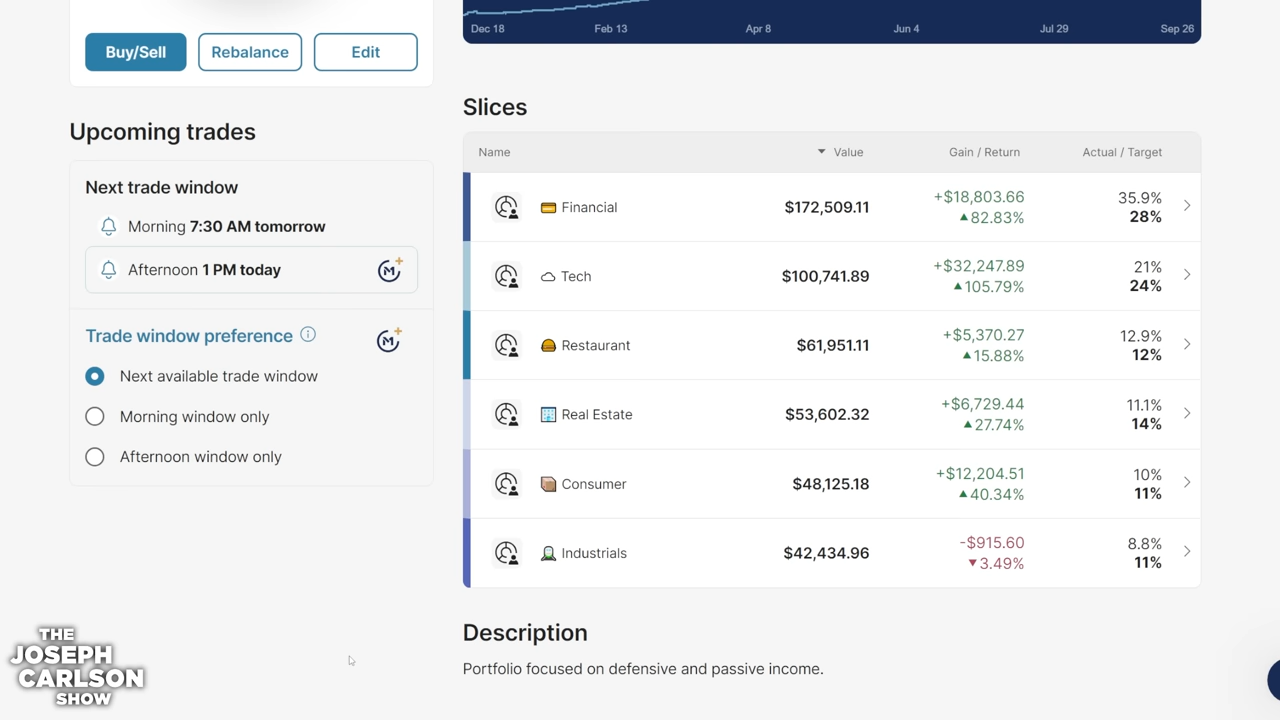 Dec 18 Feb 13 Apr 8 Jun 4 Jul 29 Sep 26
Buy/Sell Rebalance Edit
Upcoming trades
Next trade window
Morning 7:30 AM tomorrow
Afternoon 1 PM today
Trade window preference
Next available trade window
Morning window only
Afternoon window only
Slices
Name Value Gain / Return Actual / Target
Financial $172,509.11 +$18,803.66 35.9%
82.83% 28%
Tech $100,741.89 +$32,247.89 21%
105.79% 24%
Restaurant $61,951.11 +$5,370.27 12.9%
15.88% 12%
Real Estate $53,602.32 +$6,729.44 11.1%
27.74% 14%
Consumer $48,125.18 +$12,204.51 10%
40.34% 11%
Industrials $42,434.96 -$915.60 8.8%
3.49% 11%
Description
Portfolio focused on defensive and passive income.
THE
JOSEPH
CARLSON
SHOW